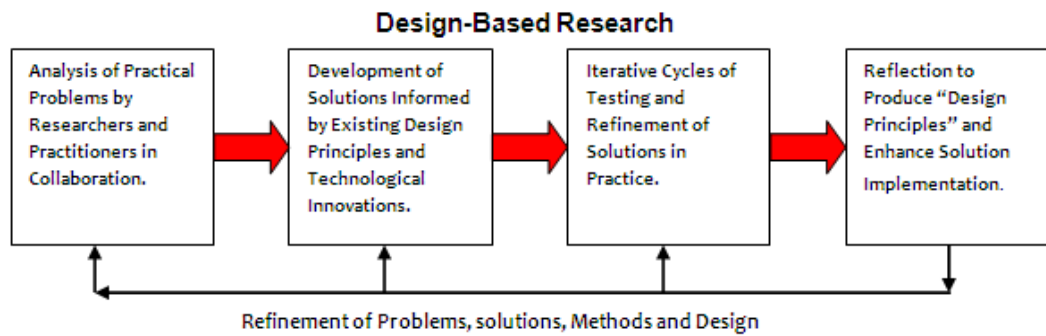 Design-Based Research
Analysis of Practical
Problems by
Researchers and
Practitioners in
Collaboration.
Development of
Solutions Informed
by Existing Design
Principles and
Technological
Innovations.
Iterative Cycles of
Testing and
Refinement of
Solutions in
Practice.
Reflection to
Produce “Design
Principles” and
Enhance Solution
Implementation.
Refinement of Problems, solutions, Methods and Design